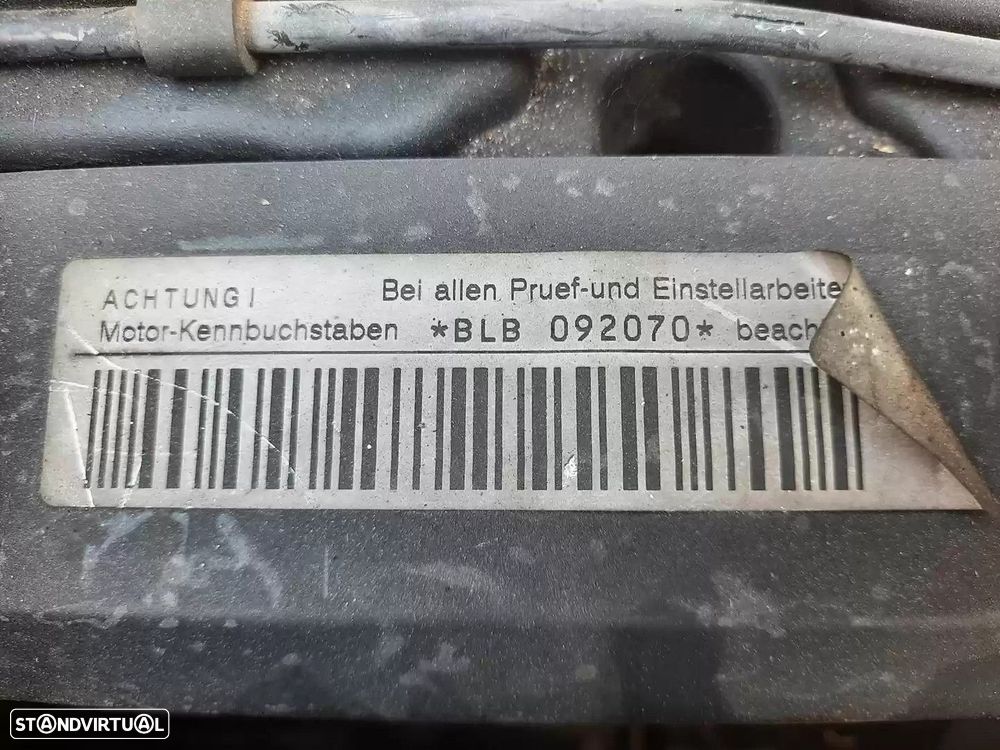 ACHTUNG! Bei allen Pruef-und Einstellarbeite
Motor-Kennbuchstaben *BLB 092070* beach
STANDVIRTUAL